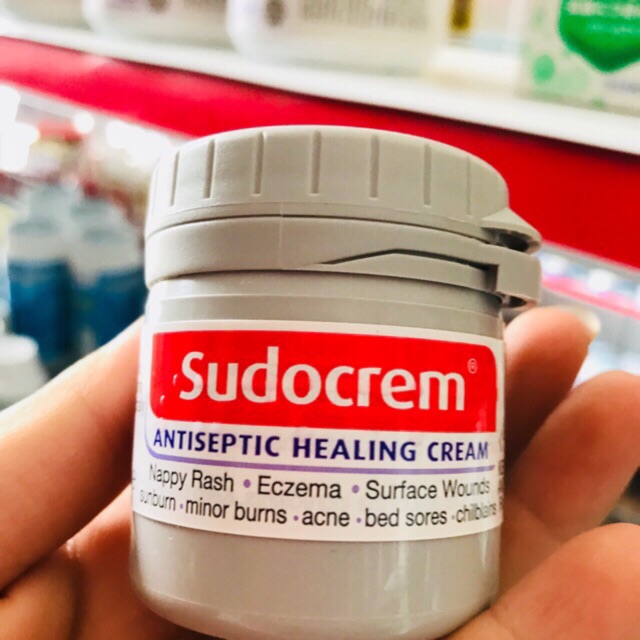 Sudocrem®
ANTISEPTIC HEALING CREAM
Nappy Rash • Eczema • Surface Wounds
sunburn • minor burns • acne • bed sores • chilblains